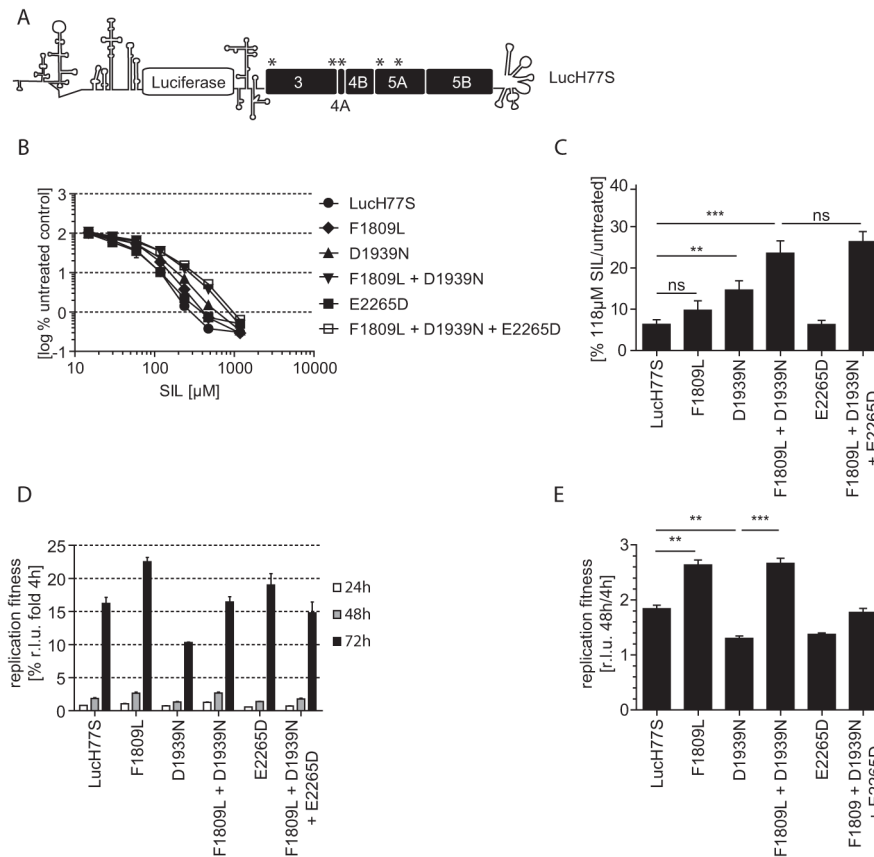 A
* ** * *
Luciferase
3
4B
5A
5B
LucH77S
4A
B
[log % untreated control]
3
2
1
0
-1
10 100 1000 10000
SIL [µM]
LucH77S
F1809L
D1939N
F1809L + D1939N
E2265D
F1809L + D1939N + E2265D
C
[% 118µM SIL/untreated]
40
30
20
10
0
***
ns
**
ns
LucH77S
F1809L
D1939N
F1809L + D1939N
E2265D
F1809L + D1939N
+ E2265D
D
replication fitness
[% r.l.u. fold 4h]
25
20
15
10
5
0
24h
48h
72h
LucH77S
F1809L
D1939N
F1809L + D1939N
E2265D
F1809L + D1939N
+ E2265D
E
replication fitness
[r.l.u. 48h/4h]
3
2
1
0
** ***
**
LucH77S
F1809L
D1939N
F1809L + D1939N
E2265D
F1809 + D1939N
+ E2265D